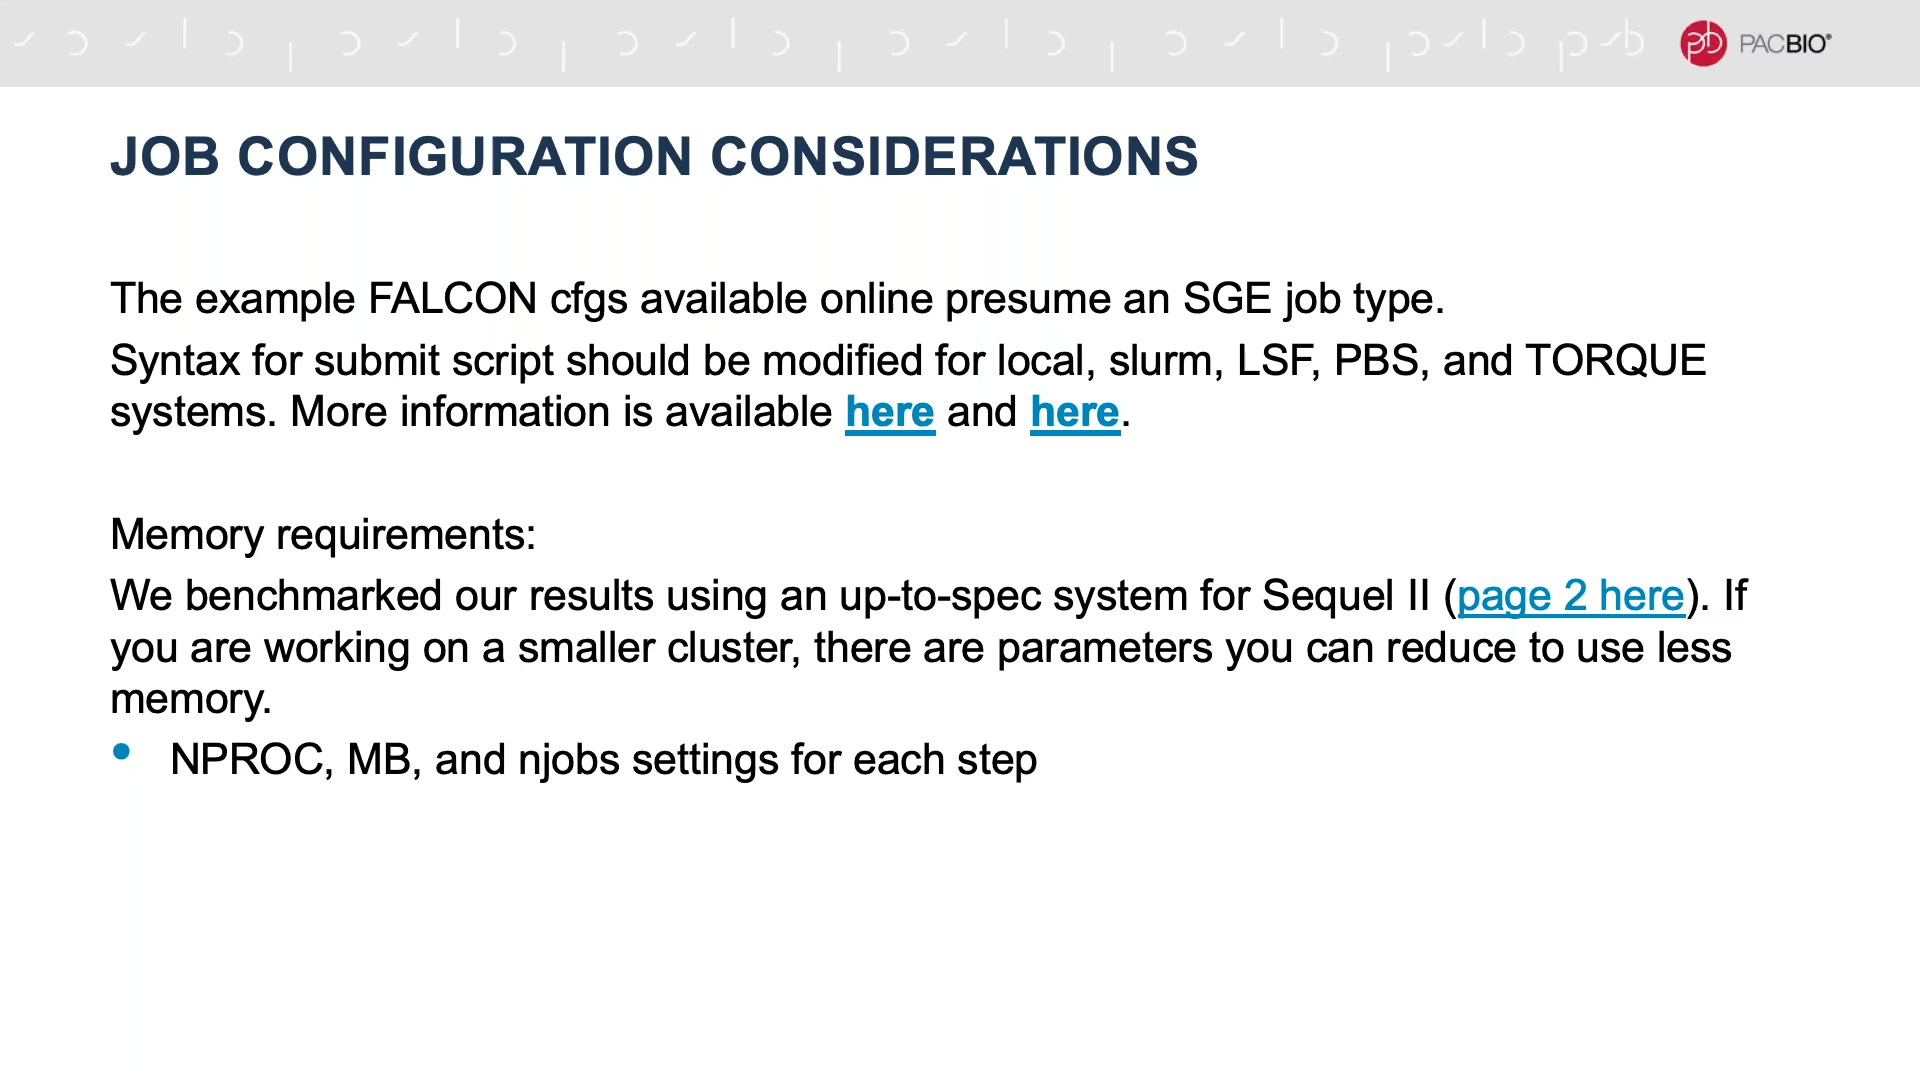 PACBIO®
JOB CONFIGURATION CONSIDERATIONS
The example FALCON cfgs available online presume an SGE job type.
Syntax for submit script should be modified for local, slurm, LSF, PBS, and TORQUE
systems. More information is available here and here.
Memory requirements:
We benchmarked our results using an up-to-spec system for Sequel II (page 2 here). If
you are working on a smaller cluster, there are parameters you can reduce to use less
memory.
• NPROC, MB, and njobs settings for each step